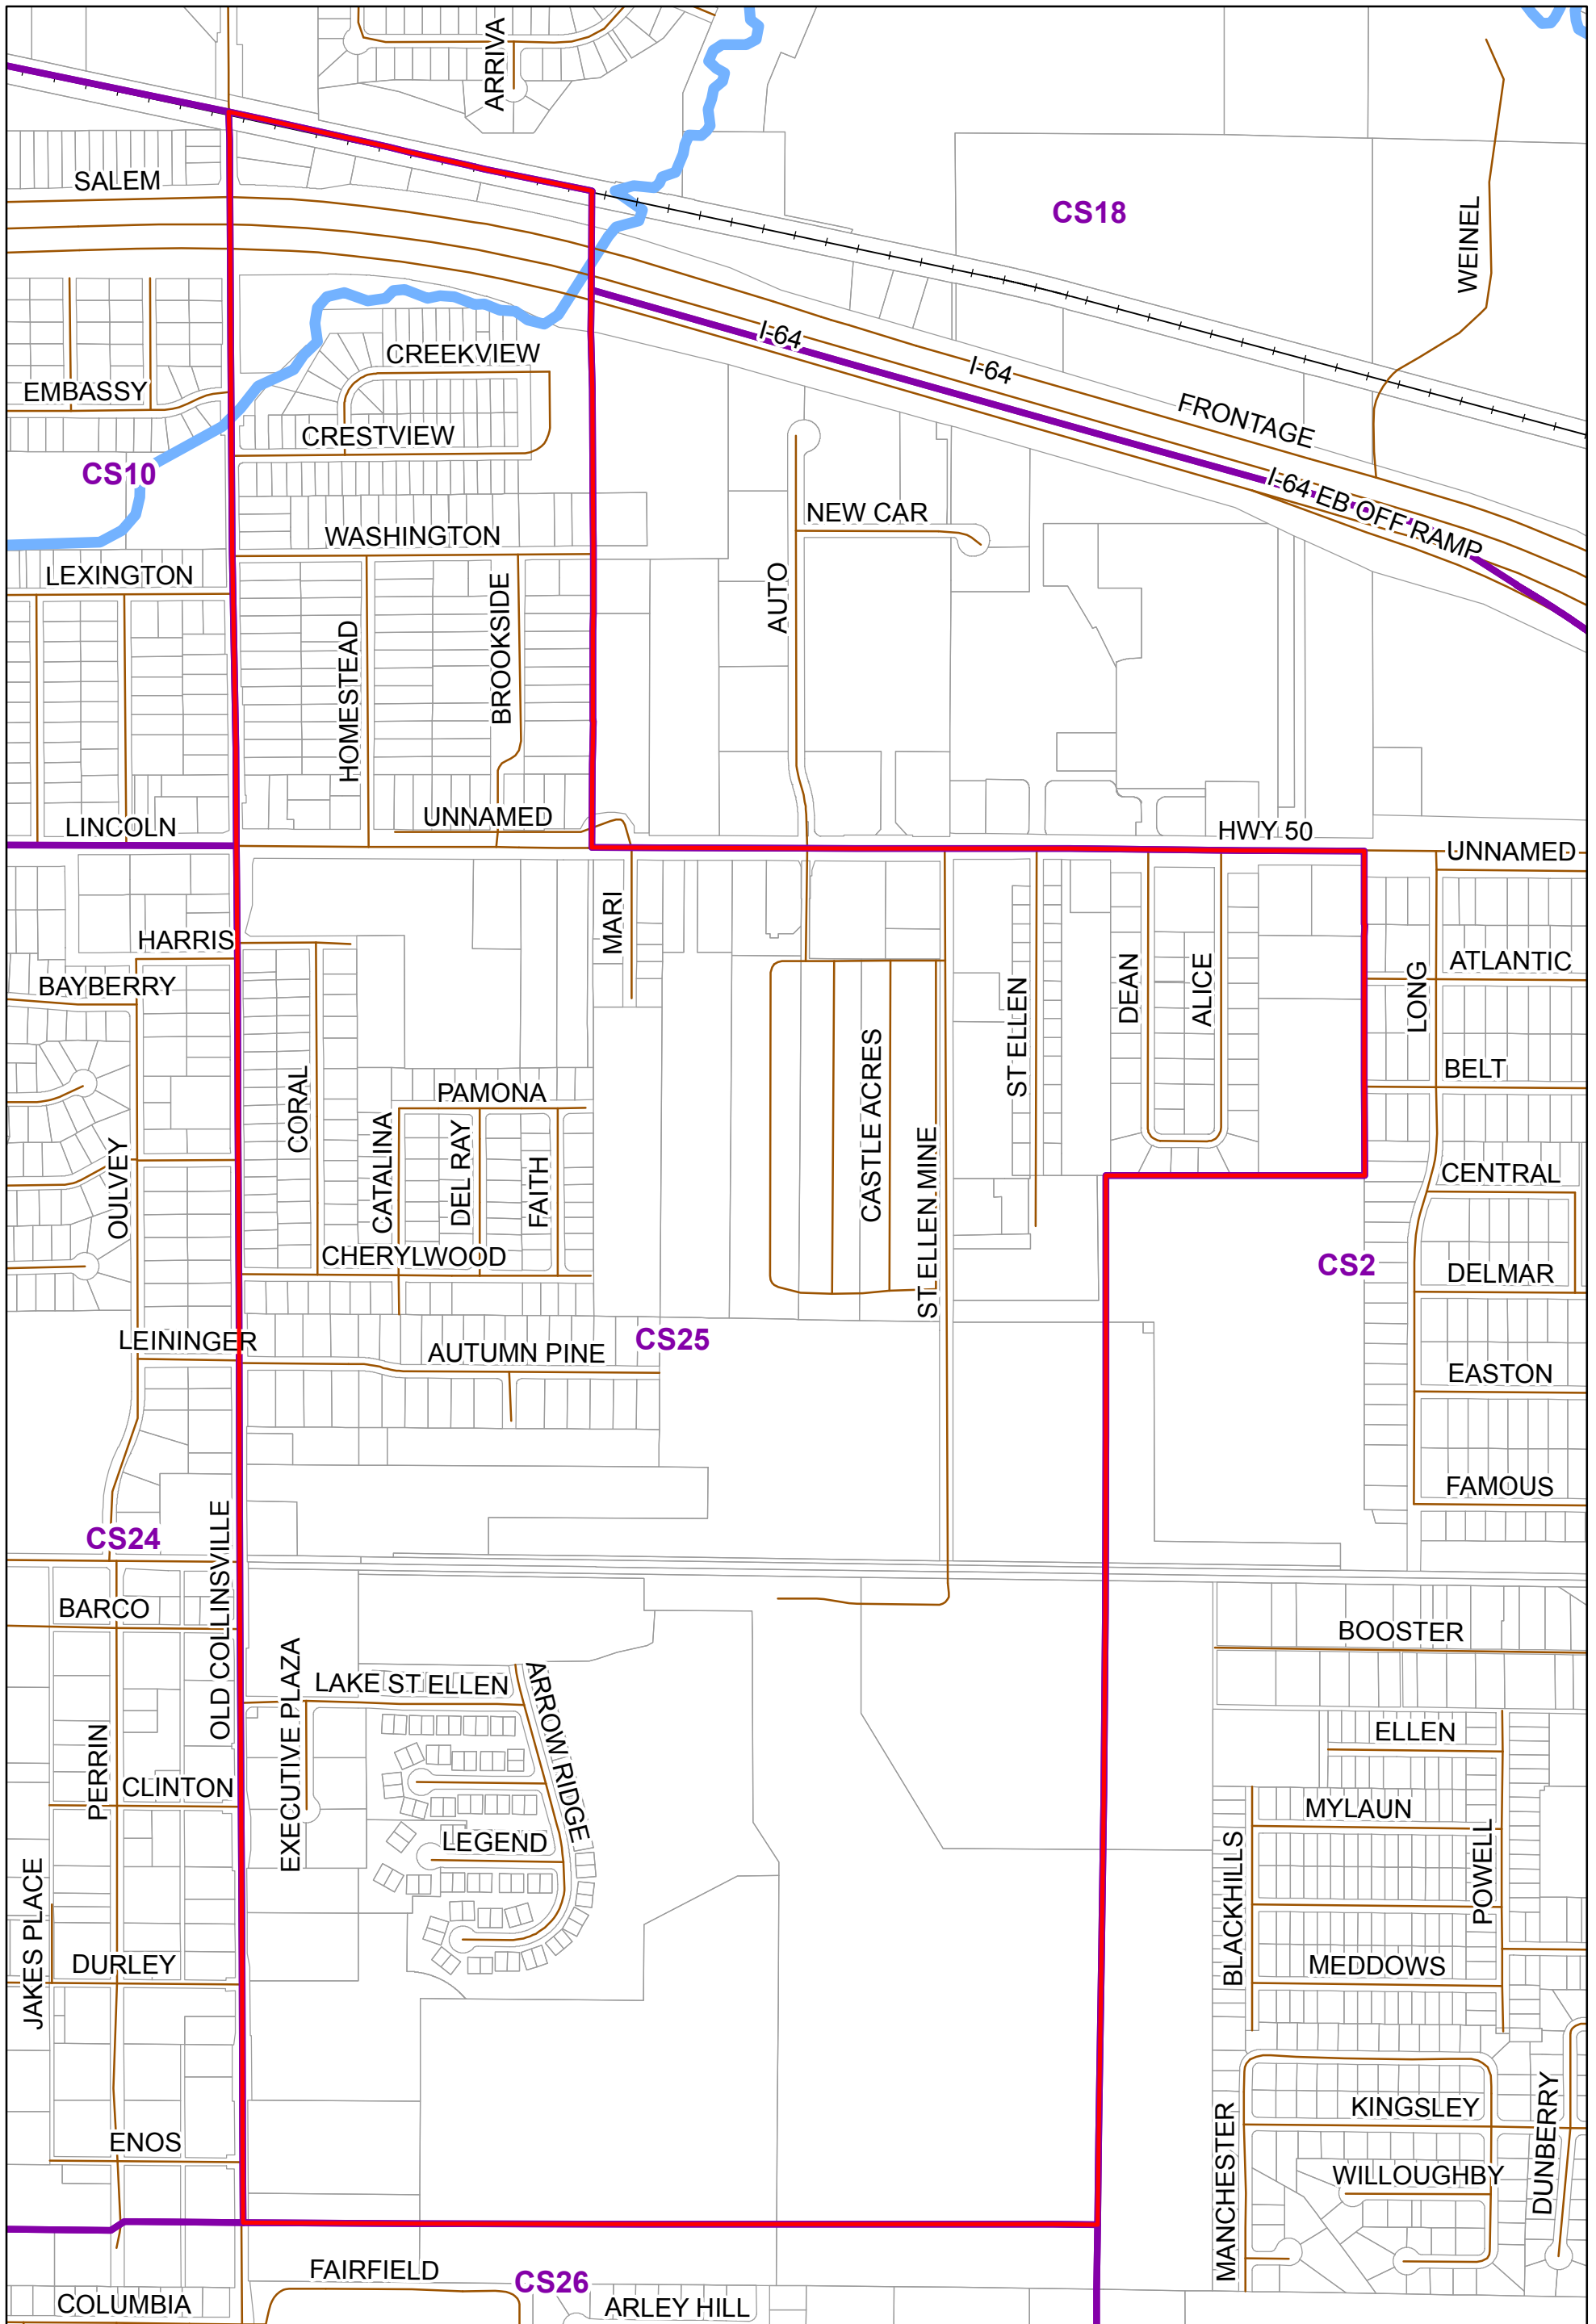 ARRIVA
SALEM
CS18
WEINEL
I-64
I-64
CREEKVIEW
EMBASSY
FRONTAGE
CRESTVIEW
CS10
I-64 EB OFF RAMP
NEW CAR
WASHINGTON
LEXINGTON
AUTO
BROOKSIDE
HOMESTEAD
UNNAMED
LINCOLN
HWY 50
UNNAMED
MARI
HARRIS
ATLANTIC
BAYBERRY
DEAN
ALICE
LONG
ST ELLEN
BELT
PAMONA
CORAL
CATALINA
DEL RAY
FAITH
CASTLE ACRES
OULVEY
CENTRAL
ST ELLEN MINE
CHERYLWOOD
CS2
DELMAR
LEININGER
CS25
AUTUMN PINE
EASTON
FAMOUS
CS24
OLD COLLINSVILLE
BARCO
BOOSTER
EXECUTIVE PLAZA
LAKE ST ELLEN
ARROW RIDGE
ELLEN
PERRIN
CLINTON
MYLAUN
LEGEND
BLACKHILLS
POWELL
JAKES PLACE
DURLEY
MEDDOWS
KINGSLEY
DUNBERRY
ENOS
MANCHESTER
WILLOUGHBY
FAIRFIELD
CS26
COLUMBIA
ARLEY HILL